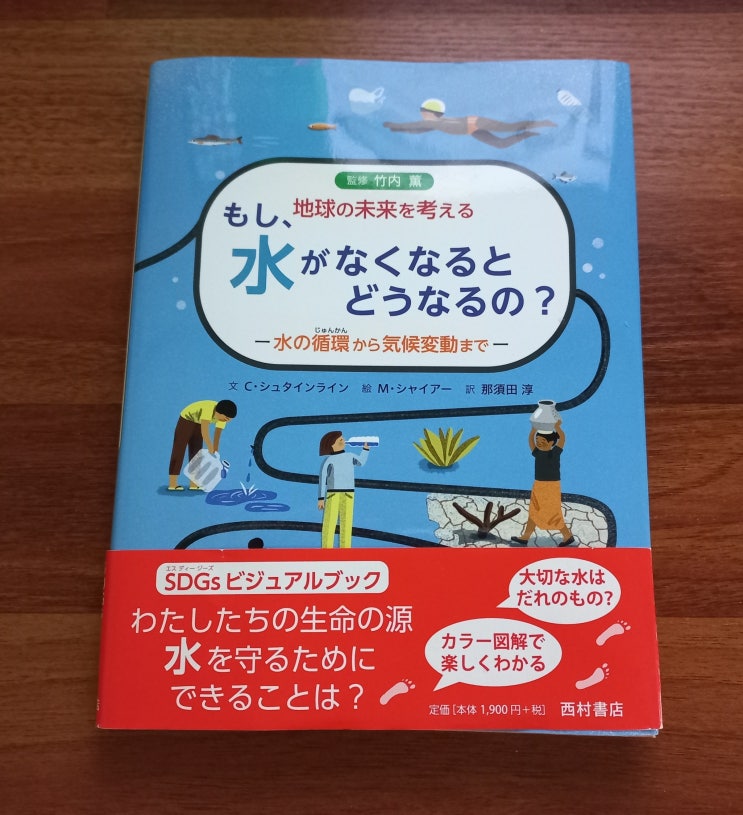 監修 竹内 薫
地球の未来を考える
もし、
水がなくなると
どうなるの？
じゅんかん
ー水の循環から気候変動までー
文 C・シュタインライン 絵 M・シャイアー 訳 那須田 淳
エス ディー ジーズ
SDGs ビジュアルブック
わたしたちの生命の源
水を守るために
できることは？
大切な水は
だれのもの？
カラー図解で
楽しくわかる
定価［本体 1,900 円＋税］ 西村書店